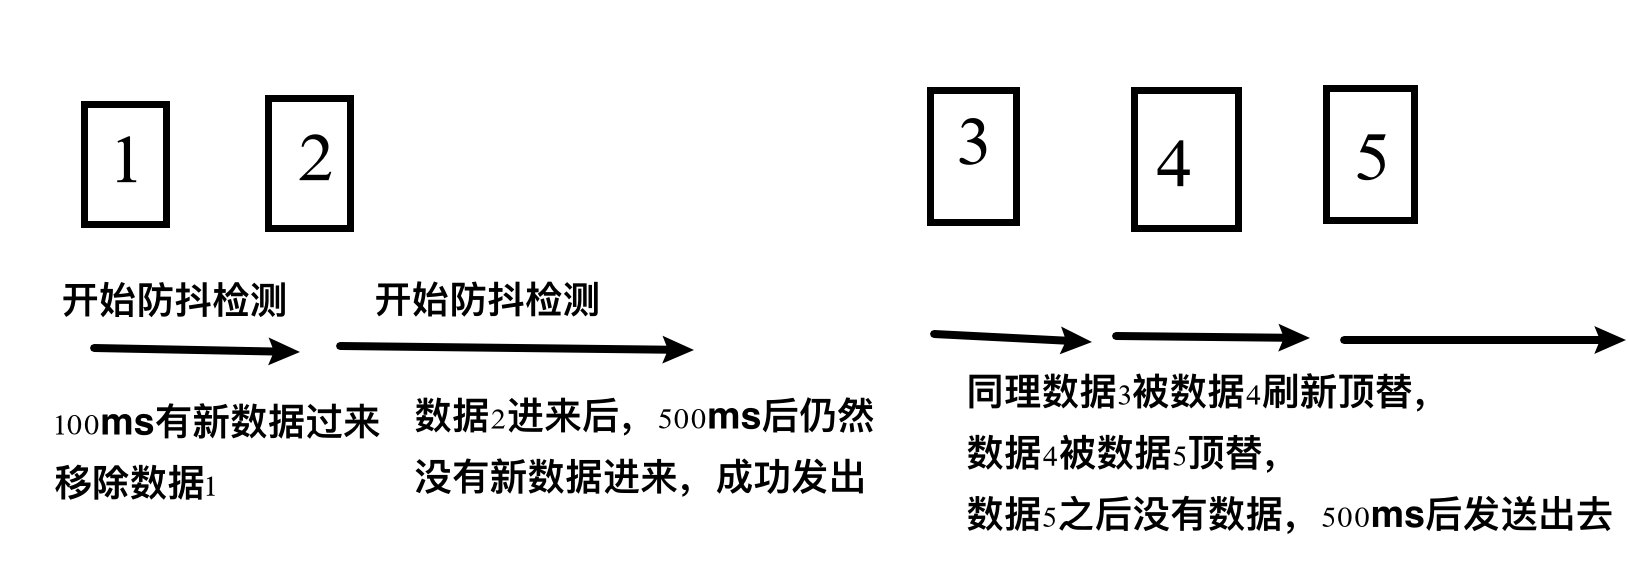 1
2
3
4
5
开始防抖检测
开始防抖检测
100ms有新数据过来
移除数据1
数据2进来后，500ms后仍然
没有新数据进来，成功发出
同理数据3被数据4刷新顶替，
数据4被数据5顶替，
数据5之后没有数据，500ms后发送出去